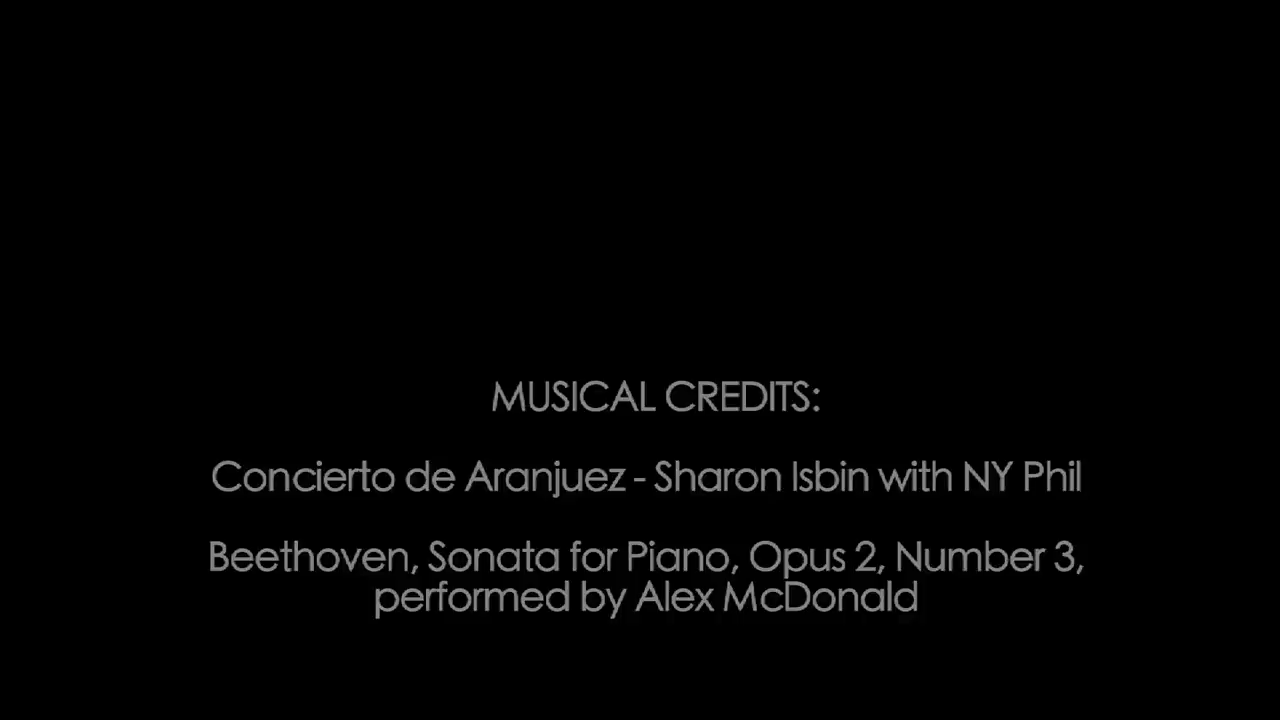 MUSICAL CREDITS:
Concierto de Aranjuez - Sharon Isbin with NY Phil
Beethoven, Sonata for Piano, Opus 2, Number 3,
performed by Alex McDonald